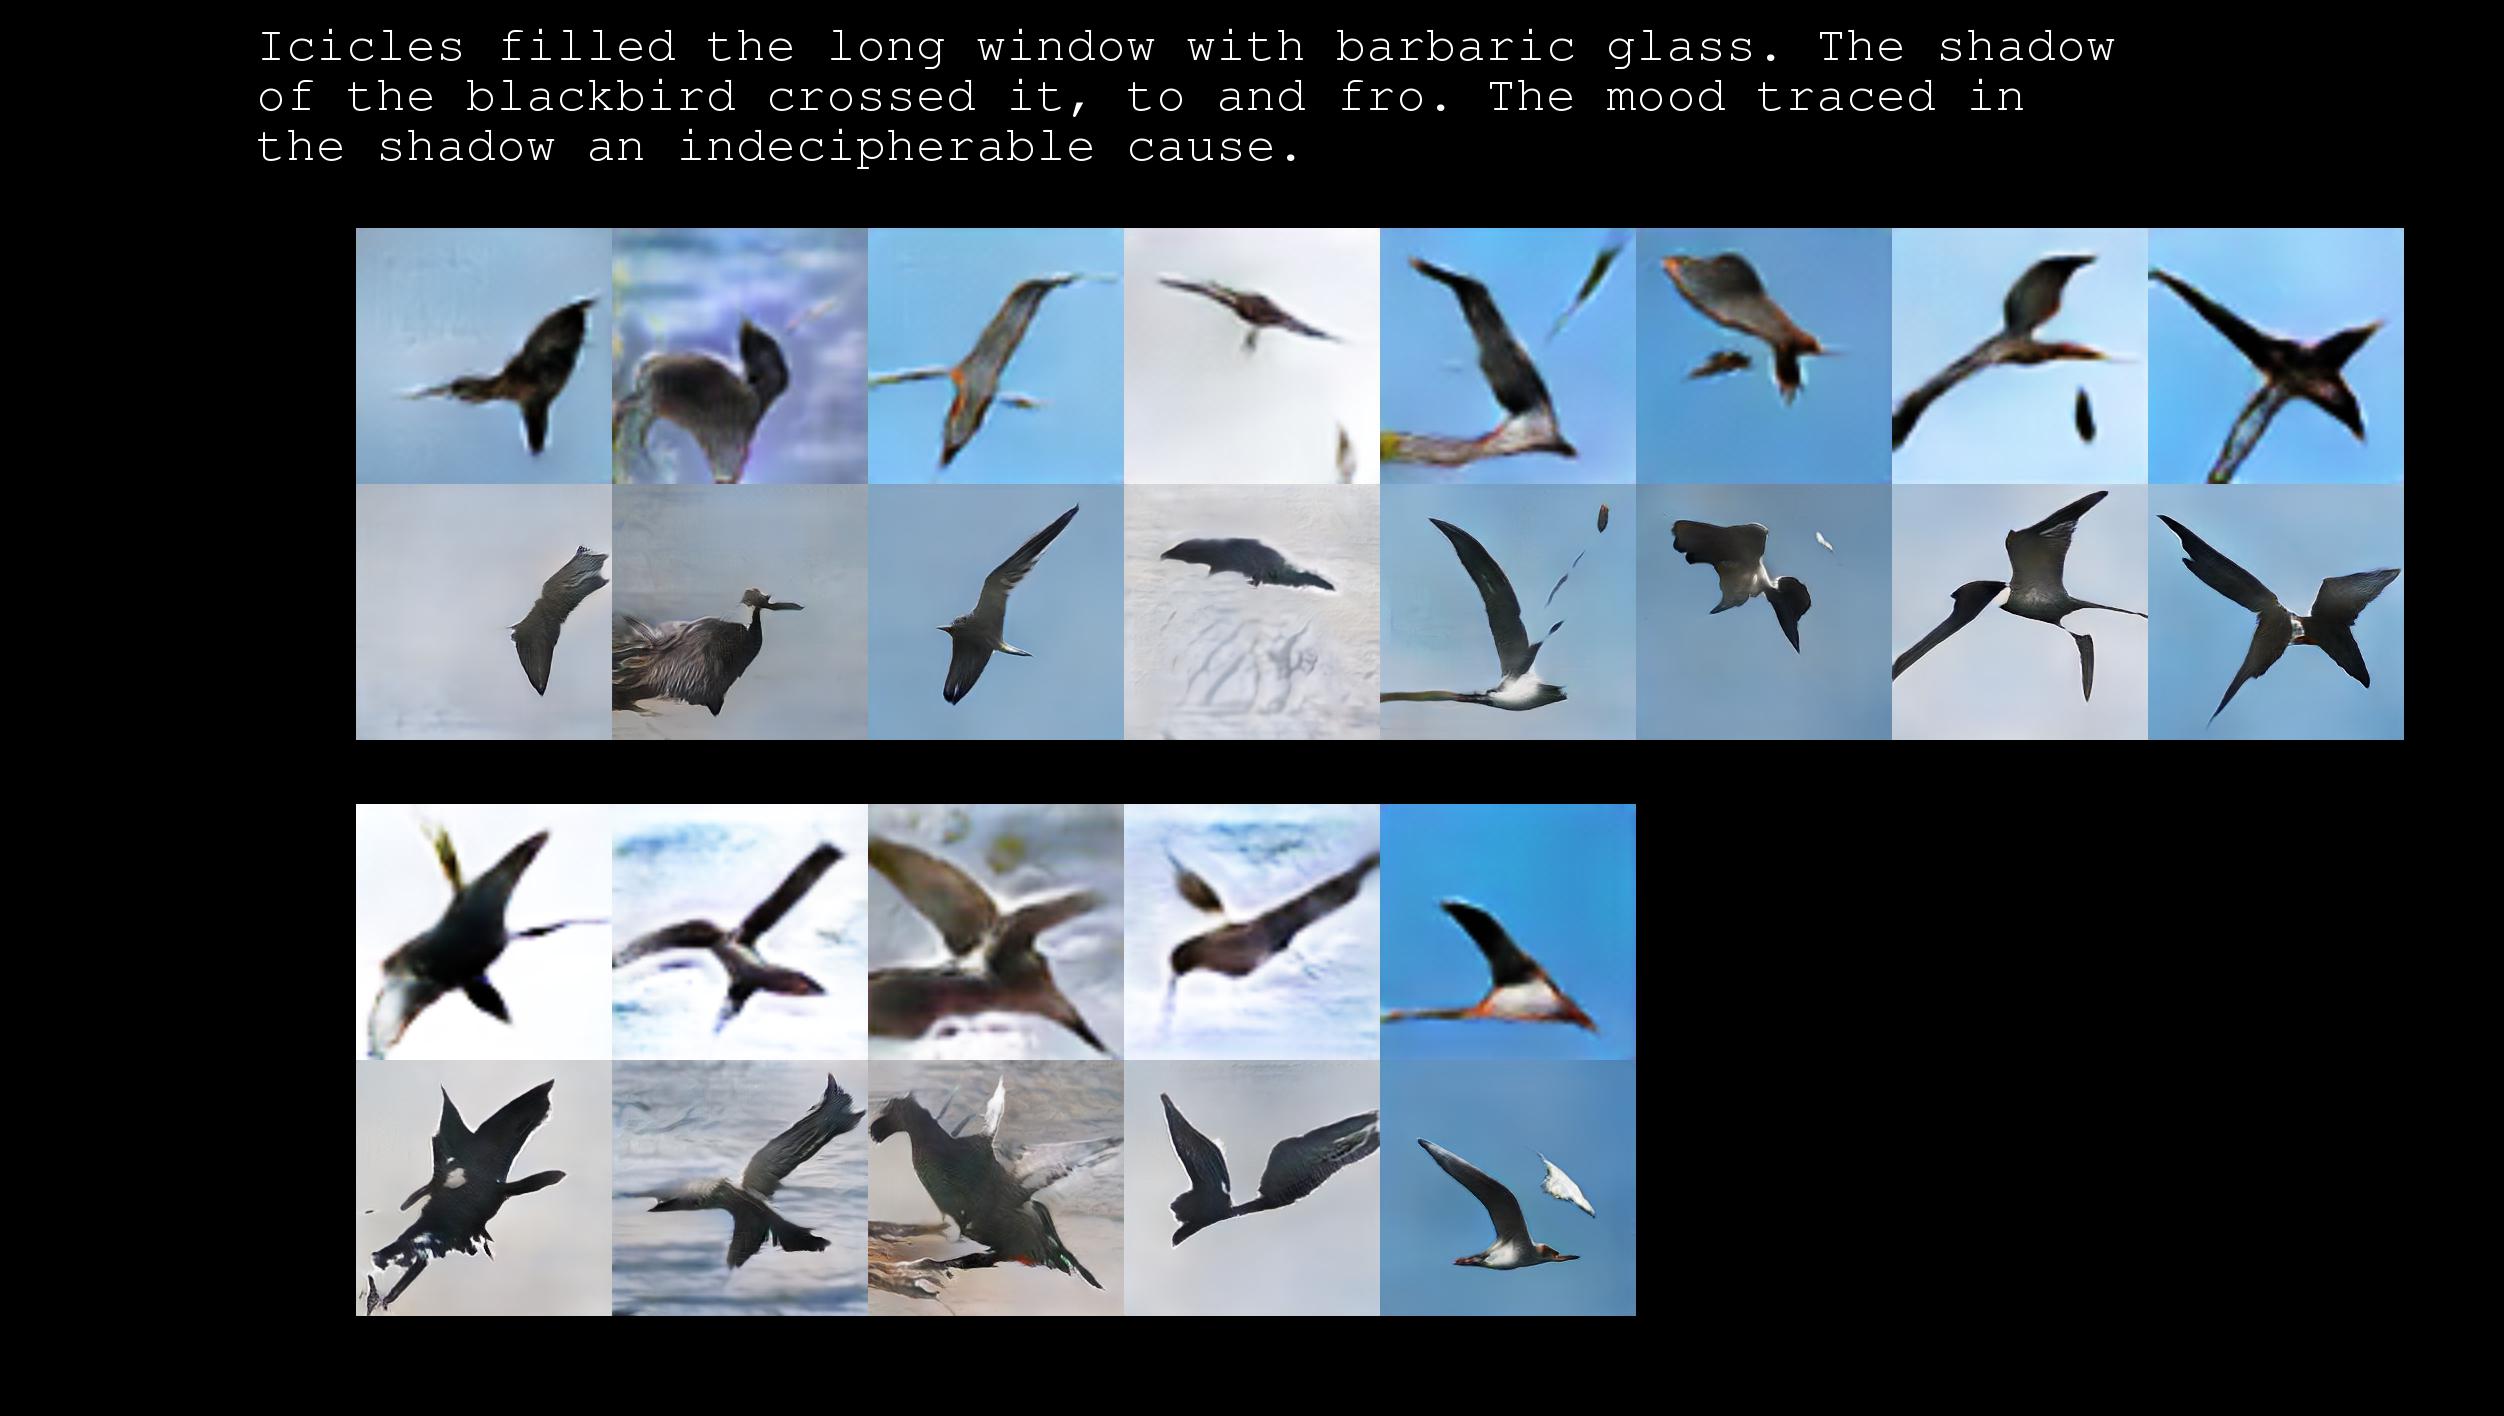 Icicles filled the long window with barbaric glass. The shadow
of the blackbird crossed it, to and fro. The mood traced in
the shadow an indecipherable cause.